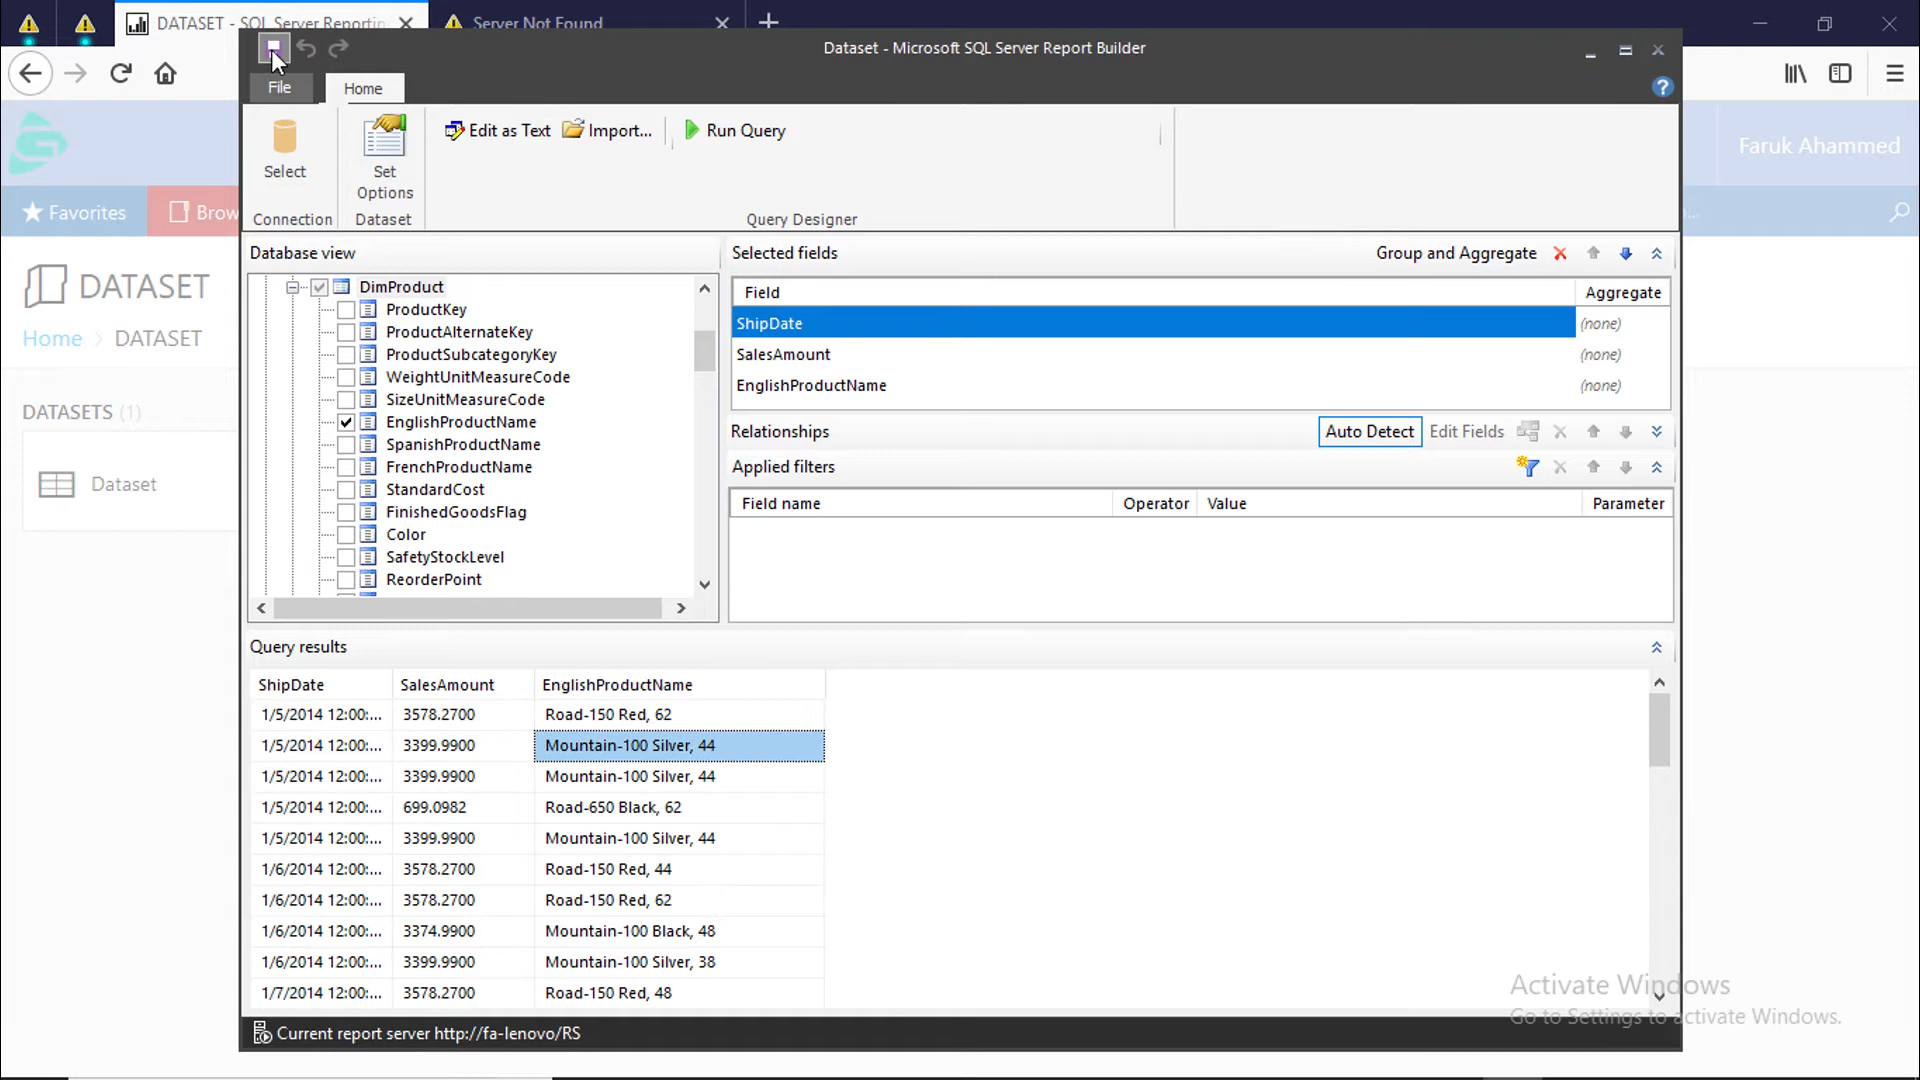 DATASET - SQL Server Reporting
Server Not Found
Dataset - Microsoft SQL Server Report Builder
File
Home
Select
Connection
Set
Options
Dataset
Edit as Text
Import...
Run Query
Query Designer
Faruk Ahammed
Favorites
Brow
DATASET
Home > DATASET
DATASETS (1)
Dataset
Database view
DimProduct
ProductKey
ProductAlternateKey
ProductSubcategoryKey
WeightUnitMeasureCode
SizeUnitMeasureCode
EnglishProductName
SpanishProductName
FrenchProductName
StandardCost
FinishedGoodsFlag
Color
SafetyStockLevel
ReorderPoint
Selected fields
Group and Aggregate
Field Aggregate
ShipDate (none)
SalesAmount (none)
EnglishProductName (none)
Relationships
Auto Detect
Edit Fields
Applied filters
Field name Operator Value Parameter
Query results
ShipDate SalesAmount EnglishProductName
1/5/2014 12:00:... 3578.2700 Road-150 Red, 62
1/5/2014 12:00:... 3399.9900 Mountain-100 Silver, 44
1/5/2014 12:00:... 3399.9900 Mountain-100 Silver, 44
1/5/2014 12:00:... 699.0982 Road-650 Black, 62
1/5/2014 12:00:... 3399.9900 Mountain-100 Silver, 44
1/6/2014 12:00:... 3578.2700 Road-150 Red, 44
1/6/2014 12:00:... 3578.2700 Road-150 Red, 62
1/6/2014 12:00:... 3374.9900 Mountain-100 Black, 48
1/6/2014 12:00:... 3399.9900 Mountain-100 Silver, 38
1/7/2014 12:00:... 3578.2700 Road-150 Red, 48
Activate Windows
Go to Settings to activate Windows.
Current report server http://fa-lenovo/RS